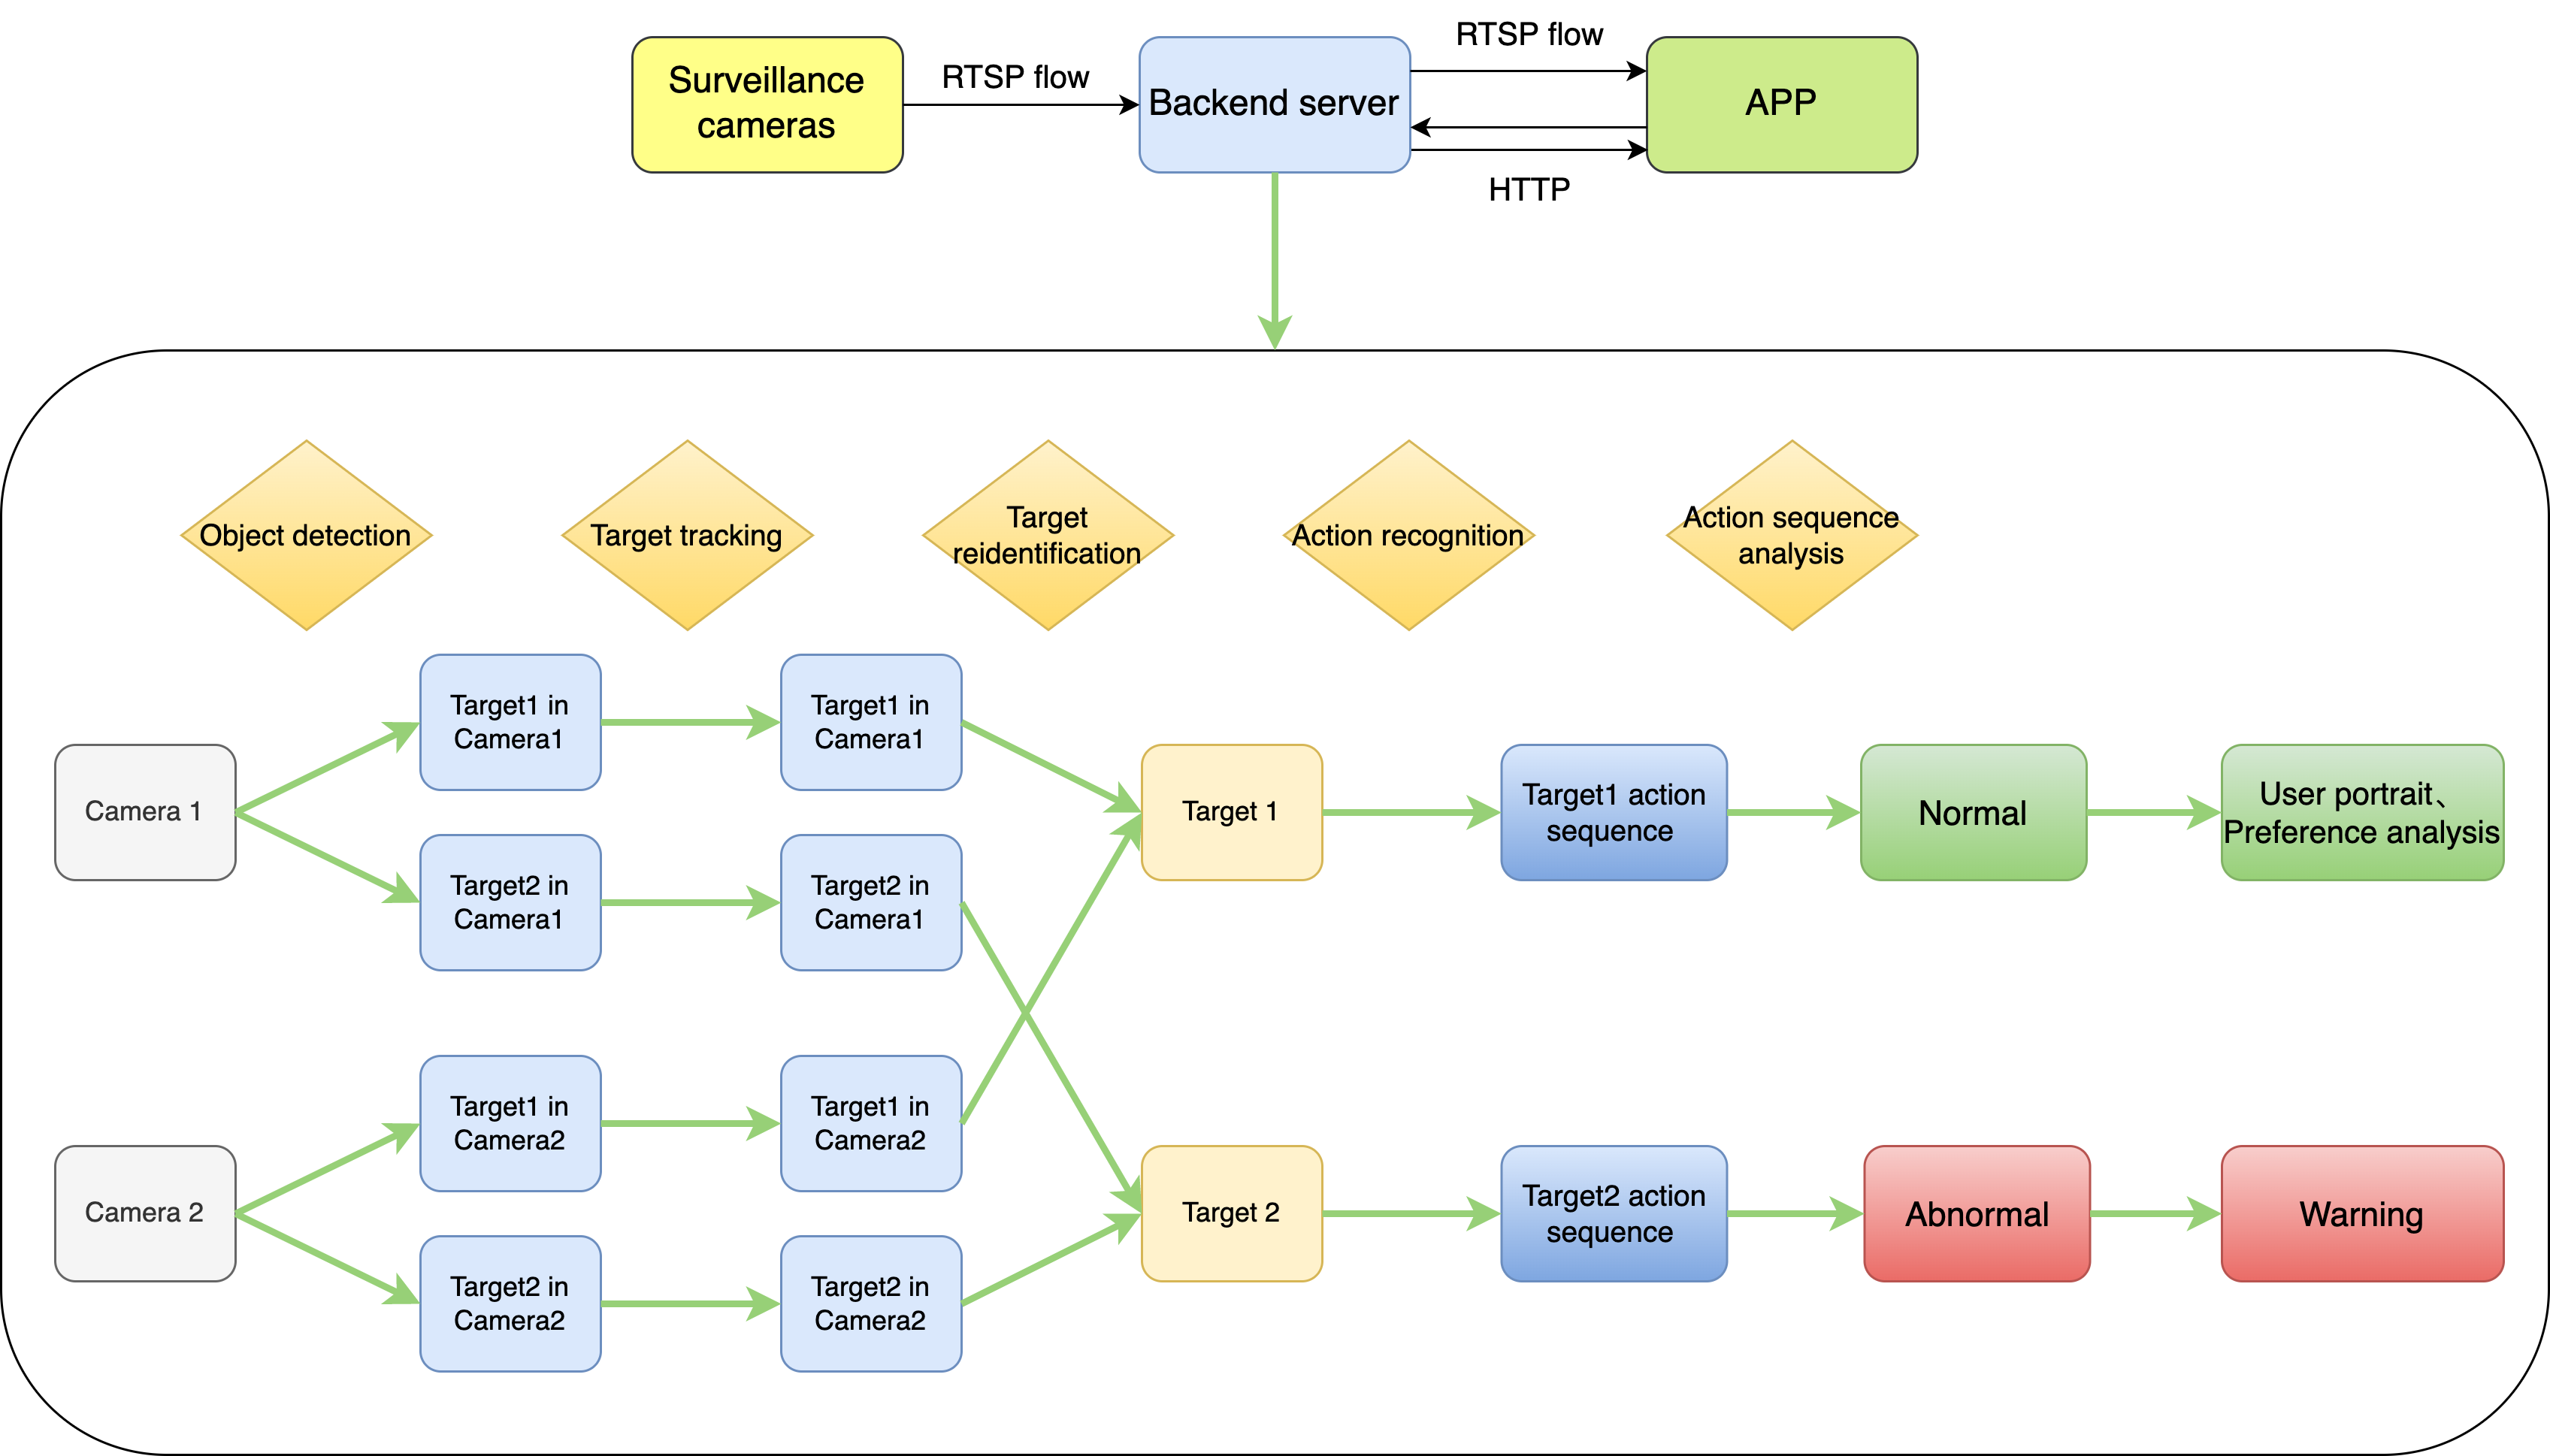 RTSP flow
Surveillance
cameras
RTSP flow
Backend server
APP
HTTP
Object detection
Target tracking
Target
reidentification
Action recognition
Action sequence
analysis
Target1 in
Camera1
Target1 in
Camera1
Camera 1
Target2 in
Camera1
Target2 in
Camera1
Target 1
Target1 action
sequence
Normal
User portrait、
Preference analysis
Target1 in
Camera2
Target1 in
Camera2
Camera 2
Target2 in
Camera2
Target2 in
Camera2
Target 2
Target2 action
sequence
Abnormal
Warning